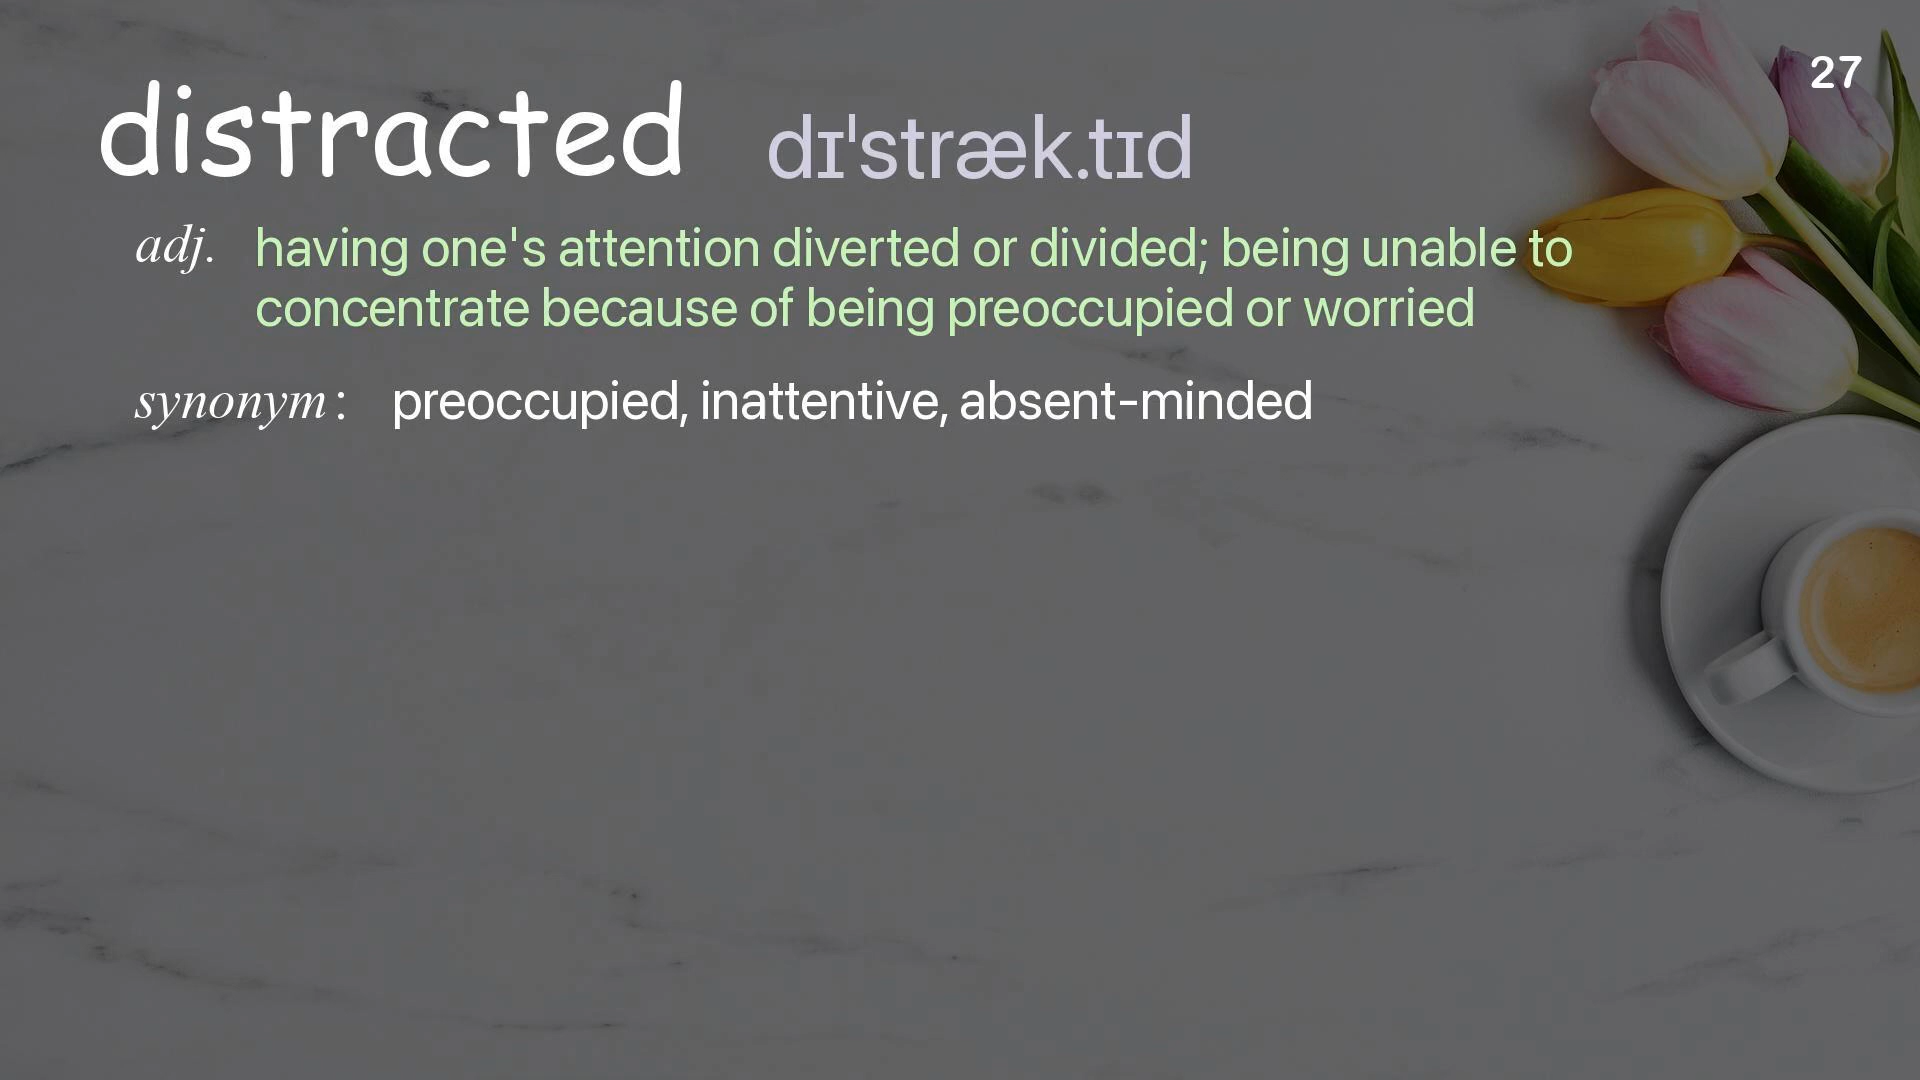 27
distracted dɪˈstræk.tɪd
adj. having one's attention diverted or divided; being unable to
concentrate because of being preoccupied or worried
synonym : preoccupied, inattentive, absent-minded